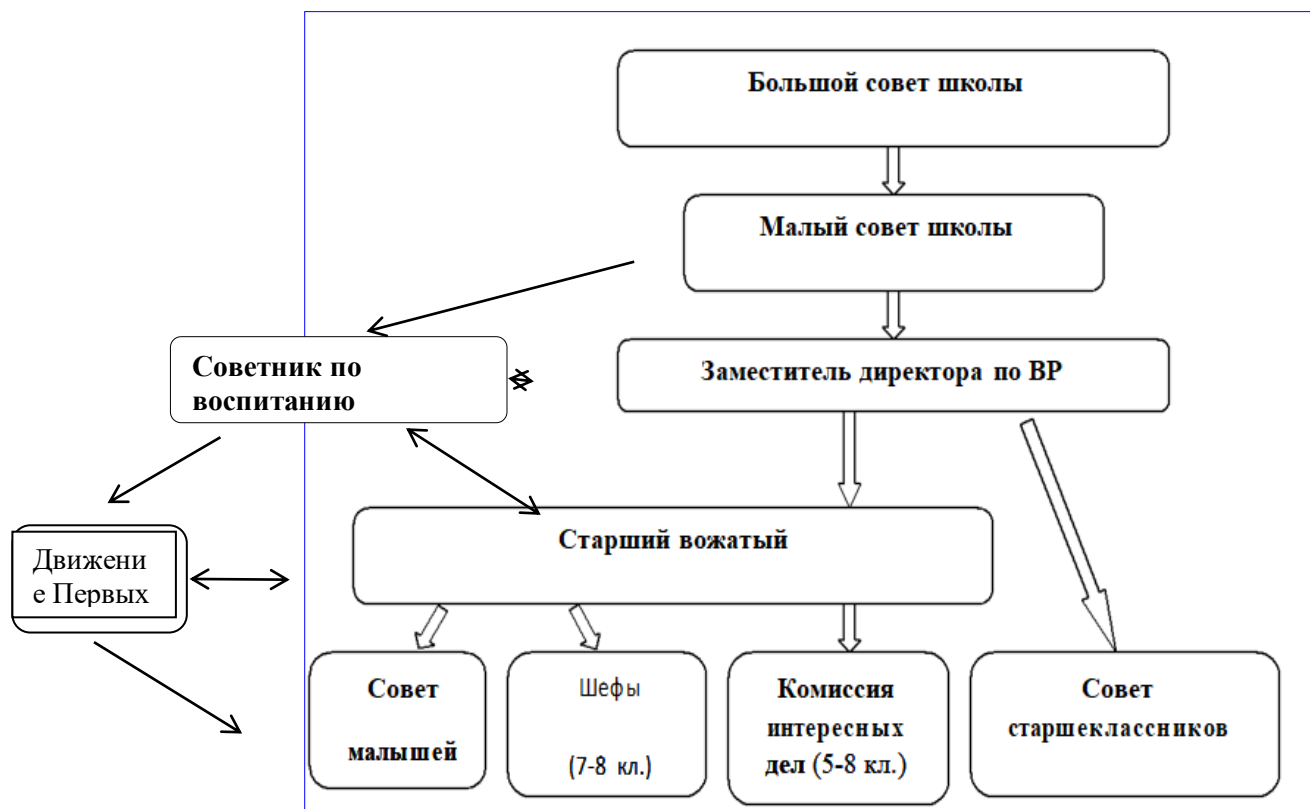 Большой совет школы
Малый совет школы
Советник по
воспитанию
Заместитель директора по ВР
Старший вожатый
Движени
е Первых
Совет
малышей
Шефы
(7-8 кл.)
Комиссия
интересных
дел (5-8 кл.)
Совет
старшеклассников